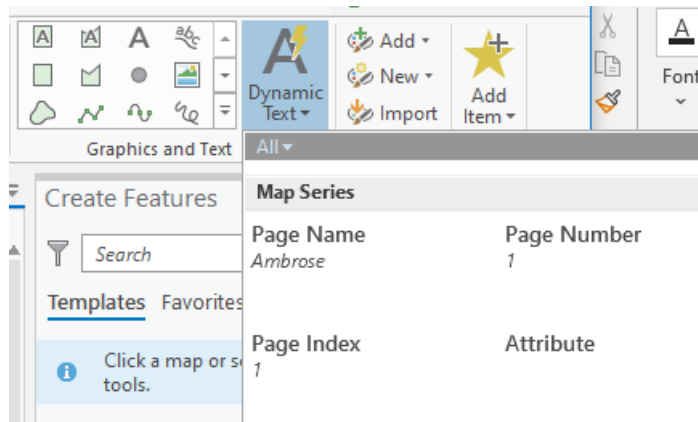 A A A abc
Add
New
Import
Dynamic
Text
Add
Item
A
Font
Graphics and Text
All
Map Series
Create Features
Search
Templates Favorites
Click a map or
tools.
Page Name Page Number
Ambrose 1
Page Index Attribute
1